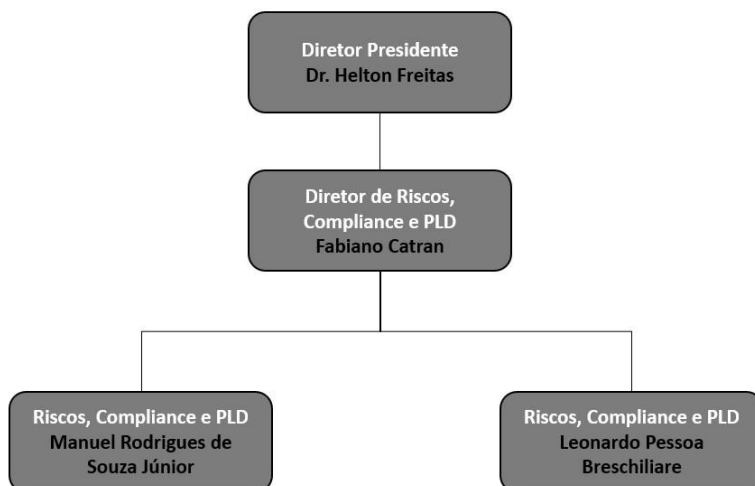 Diretor Presidente
Dr. Helton Freitas
Diretor de Riscos,
Compliance e PLD
Fabiano Catran
Riscos, Compliance e PLD
Manuel Rodrigues de
Souza Júnior
Riscos, Compliance e PLD
Leonardo Pessoa
Breschiliare